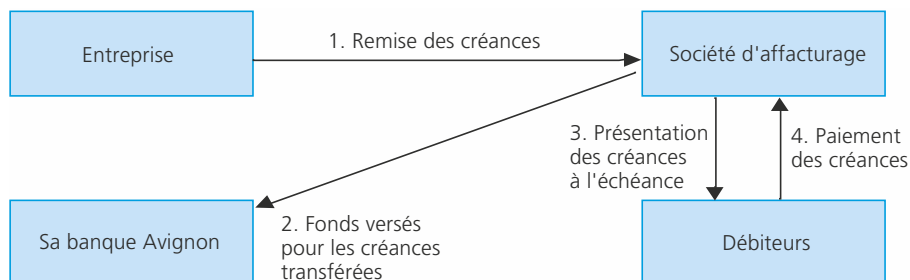 Entreprise
1. Remise des créances
Société d'affacturage
3. Présentation
des créances
à l'échéance
4. Paiement
des créances
Sa banque Avignon
2. Fonds versés
pour les créances
transférées
Débiteurs